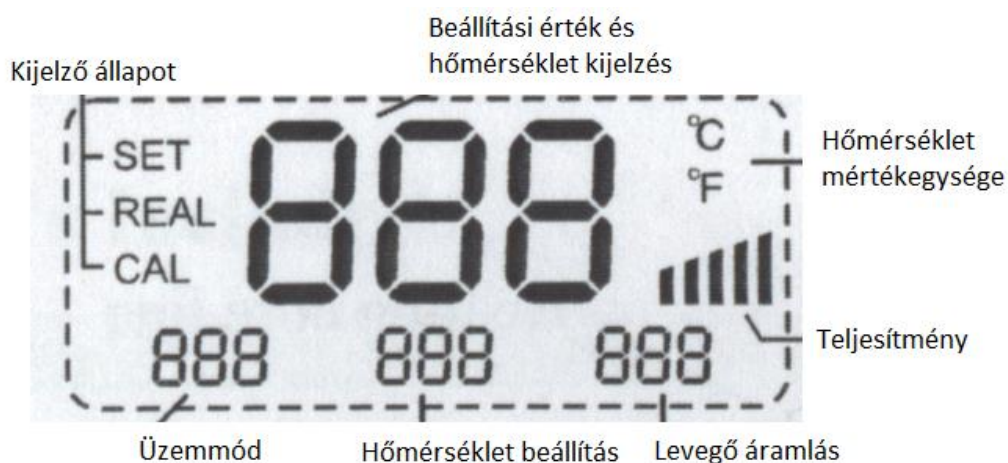 Beállítási érték és
hőmérséklet kijelzés
Kijelző állapot
SET
REAL
CAL
888
°C
°F
Hőmérséklet
mértékegysége
Teljesítmény
888 888 888
Üzemmód Hőmérséklet beállítás Levegő áramlás